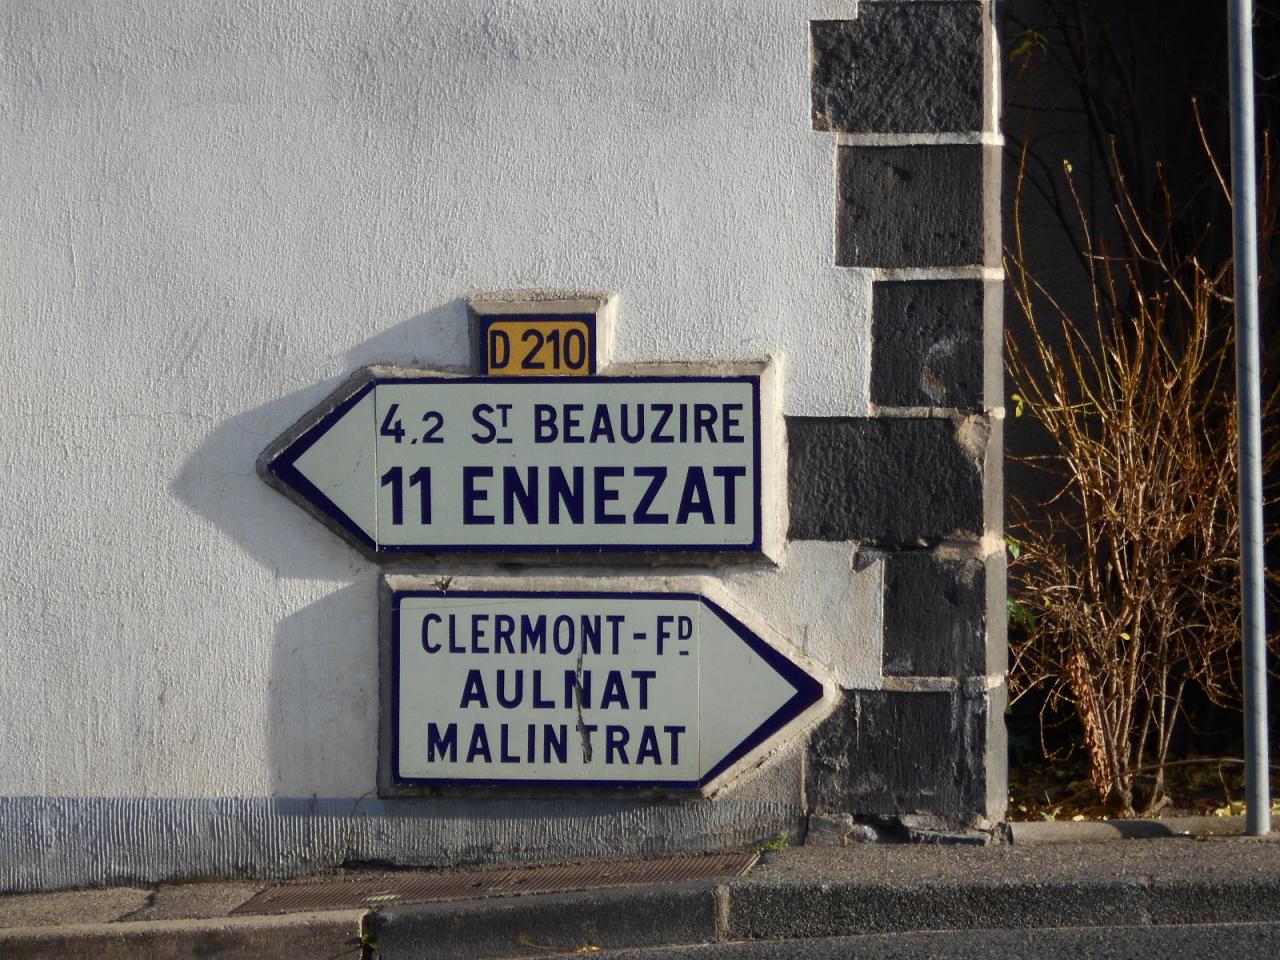 D 210
4,2 ST BEAUZIRE
11 ENNEZAT
CLERMONT-FD
AULNAT
MALINTRAT